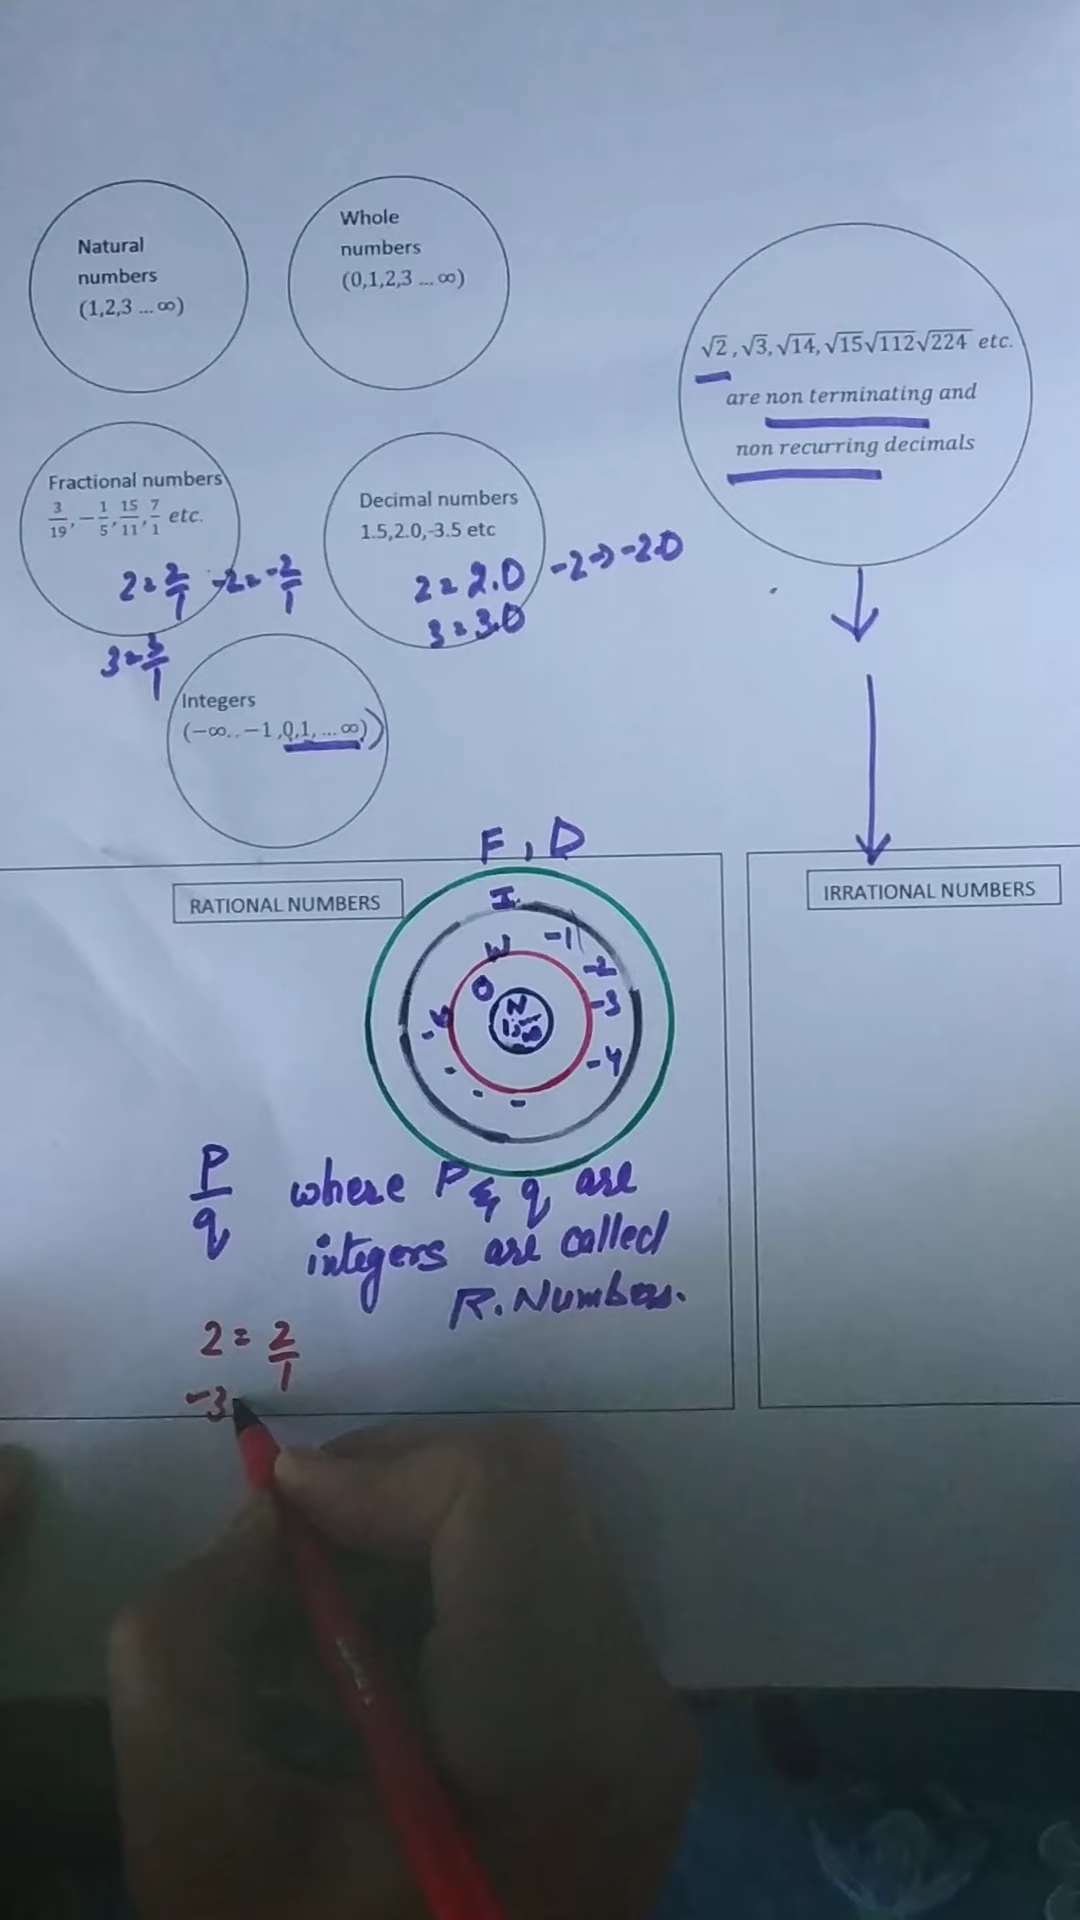 Natural
numbers
(1,2,3 ... ∞)
Whole
numbers
(0,1,2,3 ... ∞)
√2, √3, √14, √15√112√224 etc.
are non terminating and
non recurring decimals
Fractional numbers
3/19, −1/5, 15/11, 7/1 etc.
2 = 2/1 -2 = -2/1
3 = 3/1
Decimal numbers
1.5,2.0,-3.5 etc
2 = 2.0 -2 → -2.0
3 = 3.0
Integers
(−∞.. −1 ,0,1, ... ∞)
F, D
RATIONAL NUMBERS
I
W -1
-2
0 -3
N
-4
IRRATIONAL NUMBERS
P/q where P & q are
integers are called
R. Numbers.
2 = 2/1
-3